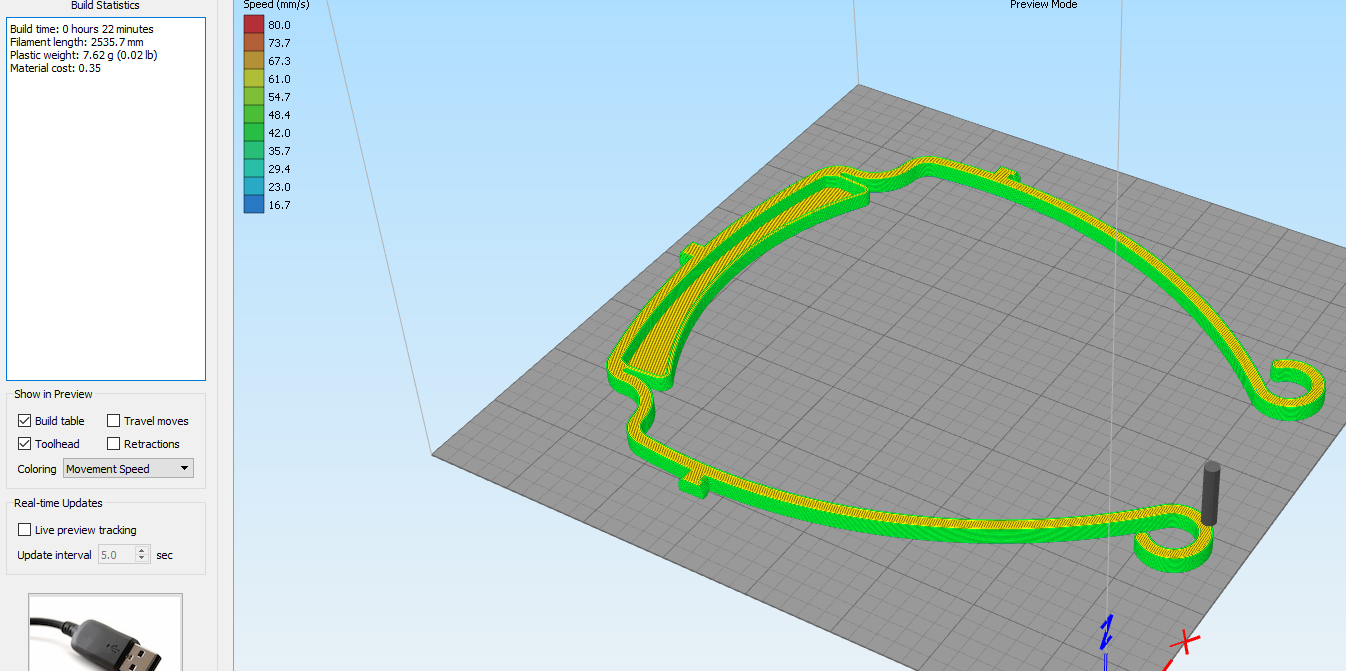 Build Statistics
Build time: 0 hours 22 minutes
Filament length: 2535.7 mm
Plastic weight: 7.62 g (0.02 lb)
Material cost: 0.35
Show in Preview
Build table
Travel moves
Toolhead
Retractions
Coloring
Movement Speed
Real-time Updates
Live preview tracking
Update interval 5.0 sec
Speed (mm/s)
80.0
73.7
67.3
61.0
54.7
48.4
42.0
35.7
29.4
23.0
16.7
Preview Mode